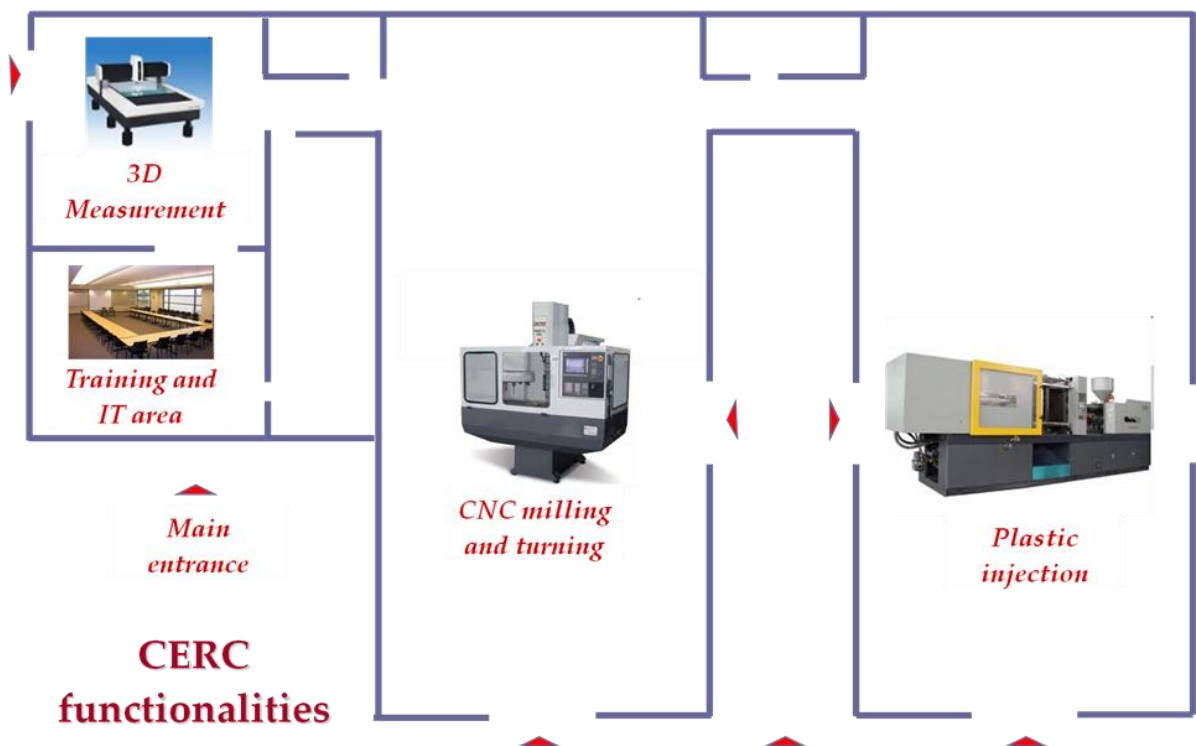 3D
Measurement
Training and
IT area
Main
entrance
CERC
functionalities
CNC milling
and turning
Plastic
injection